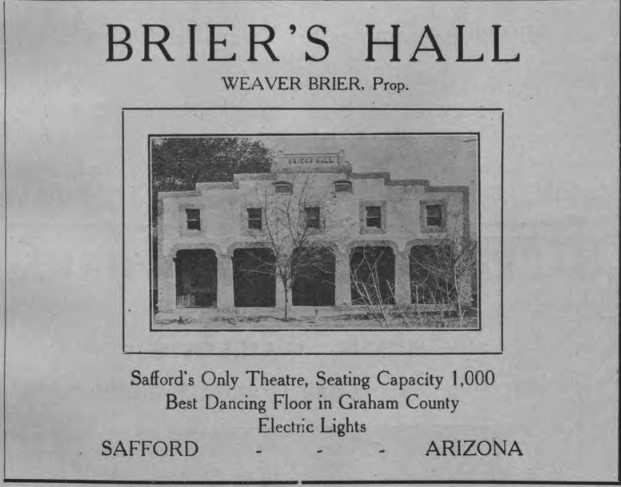 BRIER'S HALL
WEAVER BRIER, Prop.
BRIERS HALL
Safford's Only Theatre, Seating Capacity 1,000
Best Dancing Floor in Graham County
Electric Lights
SAFFORD - - - ARIZONA